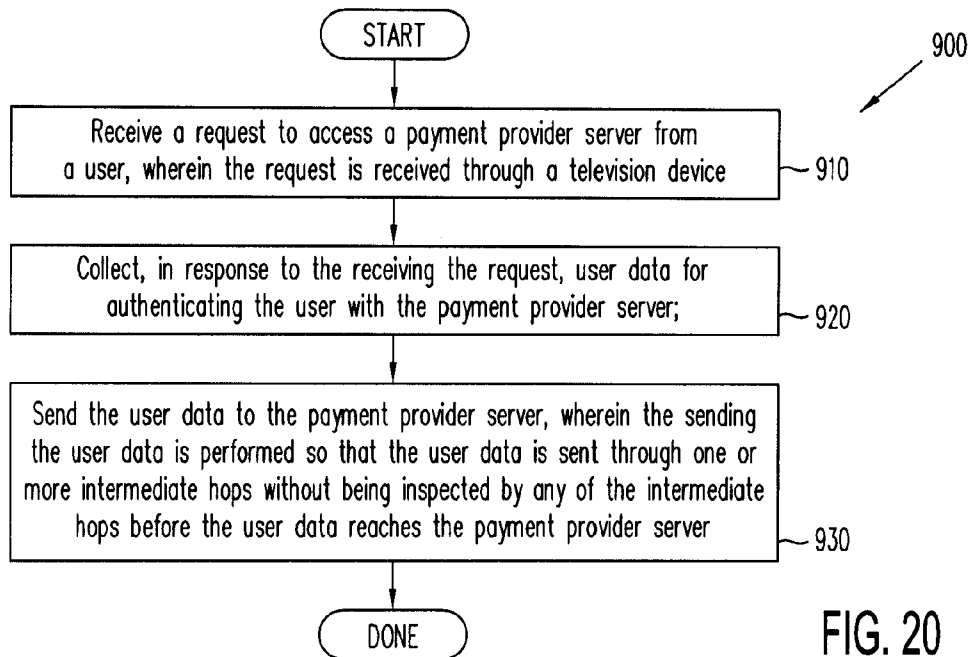 START
900
Receive a request to access a payment provider server from
a user, wherein the request is received through a television device
910
Collect, in response to the receiving the request, user data for
authenticating the user with the payment provider server;
920
Send the user data to the payment provider server, wherein the sending
the user data is performed so that the user data is sent through one or
more intermediate hops without being inspected by any of the intermediate
hops before the user data reaches the payment provider server
930
DONE
FIG. 20